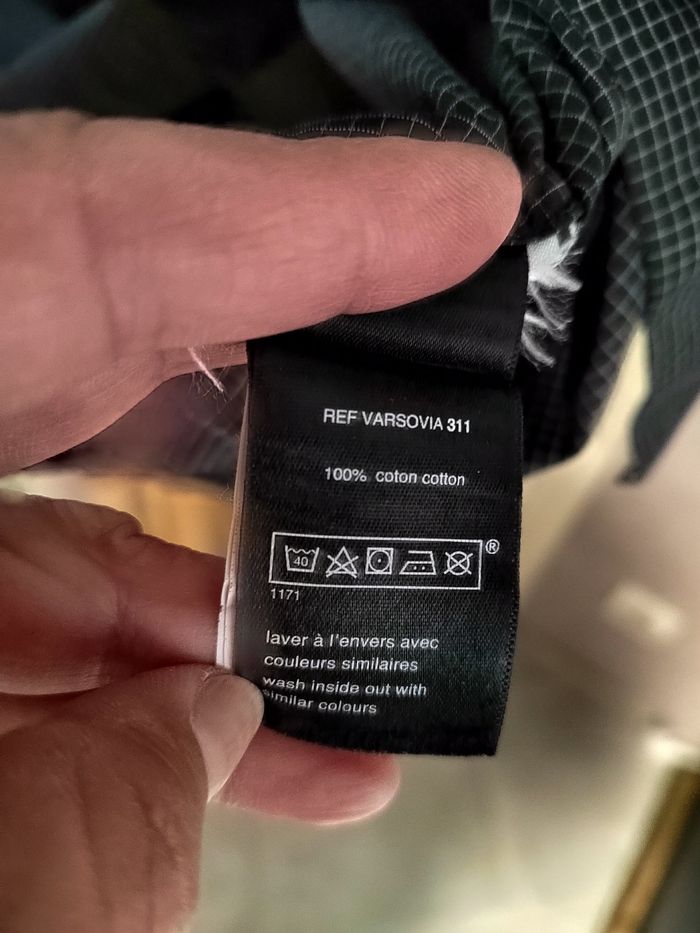 REF VARSOVIA 311
100% coton cotton
40
®
1171
laver à l'envers avec
couleurs similaires
wash inside out with
similar colours